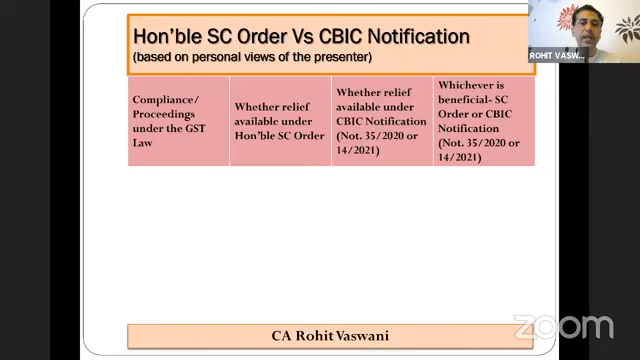 Hon'ble SC Order Vs CBIC Notification
(based on personal views of the presenter)
Compliance/
Proceedings
under the GST
Law
Whether relief
available under
Hon'ble SC Order
Whether relief
available under
CBIC Notification
(Not. 35/2020 or
14/2021)
Whichever is
beneficial- SC
Order or CBIC
Notification
(Not. 35/2020 or
14/2021)
ROHIT VASW...
zoom
CA Rohit Vaswani